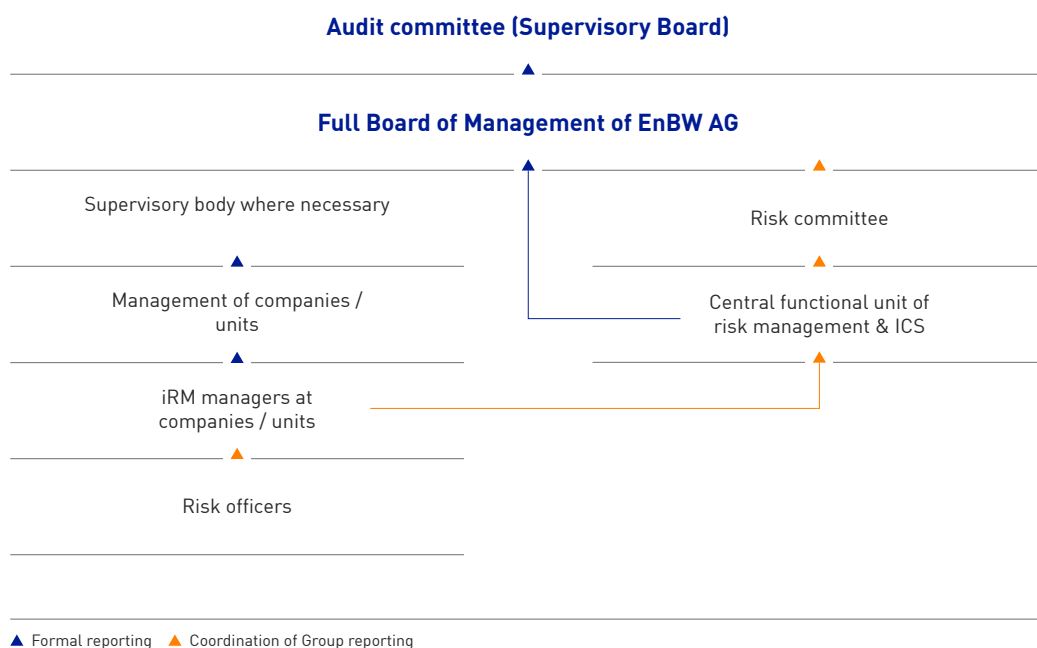 Audit committee (Supervisory Board)
Full Board of Management of EnBW AG
Supervisory body where necessary
Risk committee
Management of companies /
units
Central functional unit of
risk management & ICS
iRM managers at
companies / units
Risk officers
Formal reporting
Coordination of Group reporting